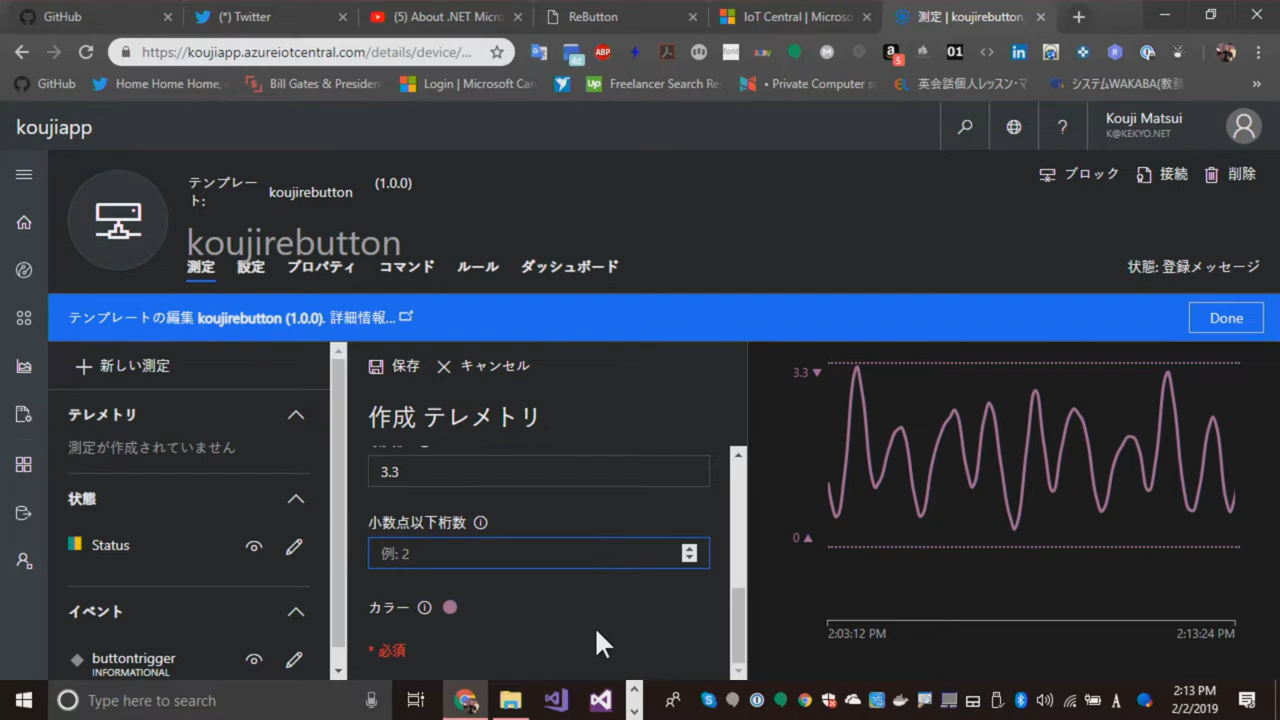 GitHub
(*) Twitter
(5) About .NET Micro
ReButton
IoT Central | Microso
測定 | koujirebutton,
https://koujiapp.azureiotcentral.com/details/device/...
GitHub
Home Home Home,
Bill Gates & Presiden
Login | Microsoft Car
Freelancer Search Re
• Private Computer s
英会話個人レッスン-マ
システムWAKABA(教務
koujiapp
Kouji Matsui
K@KEKYO.NET
テンプレー
ト:
koujirebutton
(1.0.0)
ブロック
接続
削除
koujirebutton
測定
設定
プロパティ
コマンド
ルール
ダッシュボード
状態: 登録メッセージ
テンプレートの編集 koujirebutton (1.0.0). 詳細情報...
Done
新しい測定
テレメトリ
測定が作成されていません
状態
Status
イベント
buttontrigger
INFORMATIONAL
保存
キャンセル
作成 テレメトリ
3.3
小数点以下桁数
例: 2
カラー
* 必須
3.3
0
2:03:12 PM
2:13:24 PM
Type here to search
2:13 PM
2/2/2019